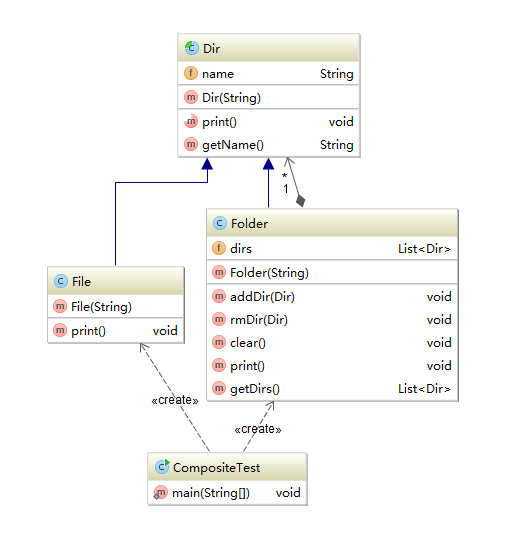 Dir
name String
Dir(String)
print() void
getName() String
*
1
Folder
dirs List<Dir>
Folder(String)
addDir(Dir) void
rmDir(Dir) void
clear() void
print() void
getDirs() List<Dir>
File
File(String)
print() void
«create»
«create»
CompositeTest
main(String[]) void